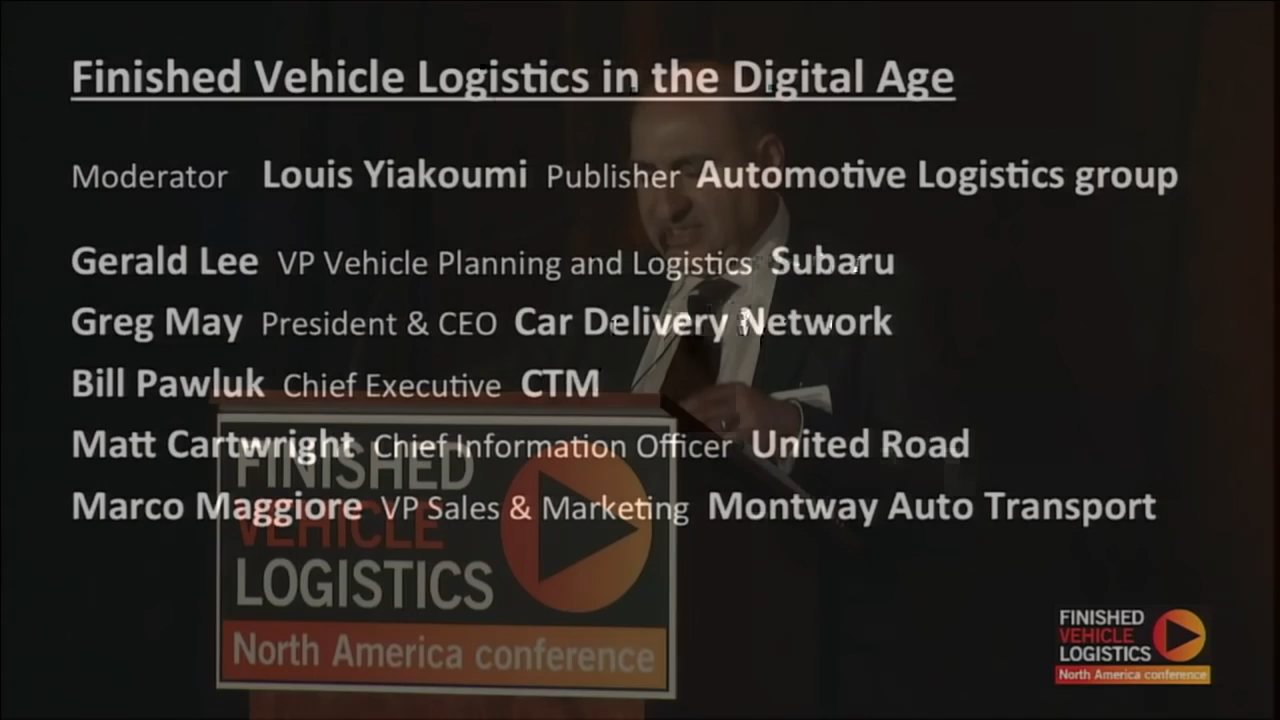 Finished Vehicle Logistics in the Digital Age
Moderator Louis Yiakoumi Publisher Automotive Logistics group
Gerald Lee VP Vehicle Planning and Logistics Subaru
Greg May President & CEO Car Delivery Network
Bill Pawluk Chief Executive CTM
Matt Cartwright Chief Information Officer United Road
Marco Maggiore VP Sales & Marketing Montway Auto Transport
FINISHED
VEHICLE
LOGISTICS
North America conference
FINISHED
VEHICLE
LOGISTICS
North America conference